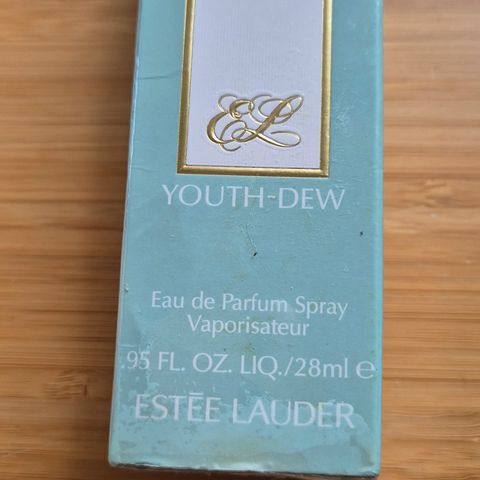 EL
YOUTH-DEW
Eau de Parfum Spray
Vaporisateur
.95 FL. OZ. LIQ./28ml e
ESTĒE LAUDER